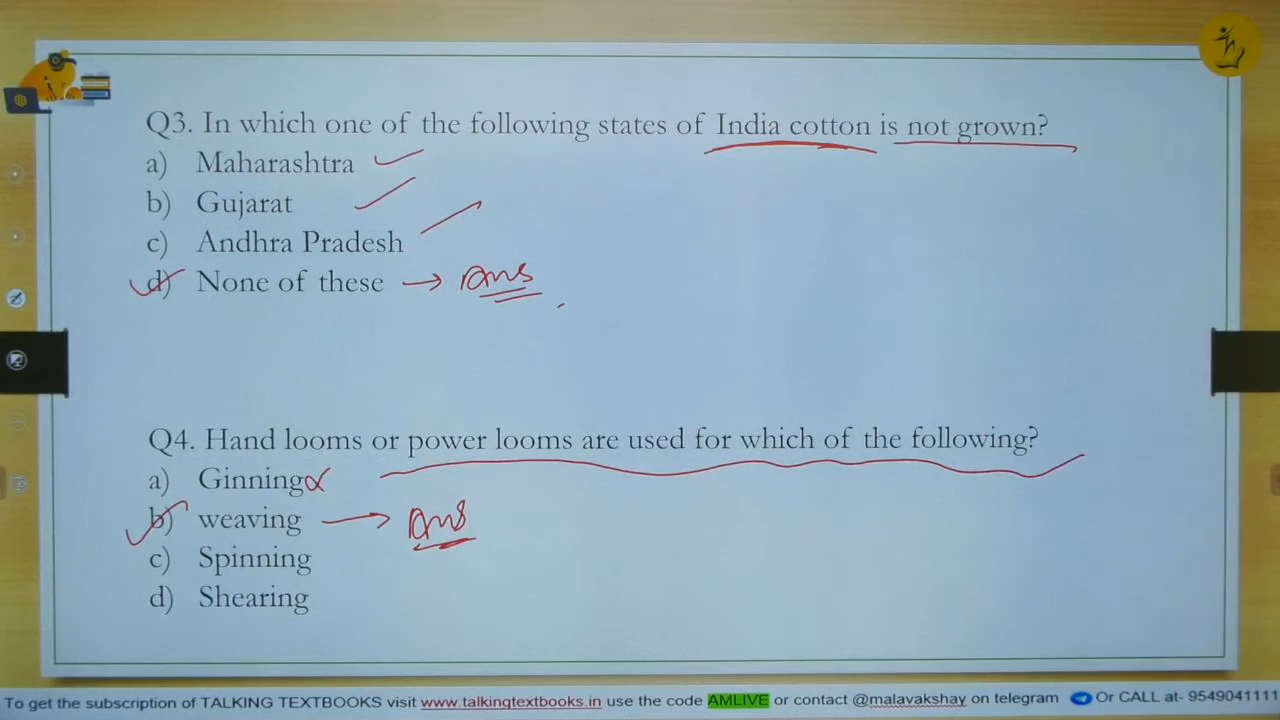 Q3. In which one of the following states of India cotton is not grown?
a) Maharashtra
b) Gujarat
c) Andhra Pradesh
d) None of these → Ans
Q4. Hand looms or power looms are used for which of the following?
a) Ginning
b) weaving → Ans
c) Spinning
d) Shearing
To get the subscription of TALKING TEXTBOOKS visit www.talkingtextbooks.in use the code AMLIVE or contact @malavakshay on telegram Or CALL at- 9549041111